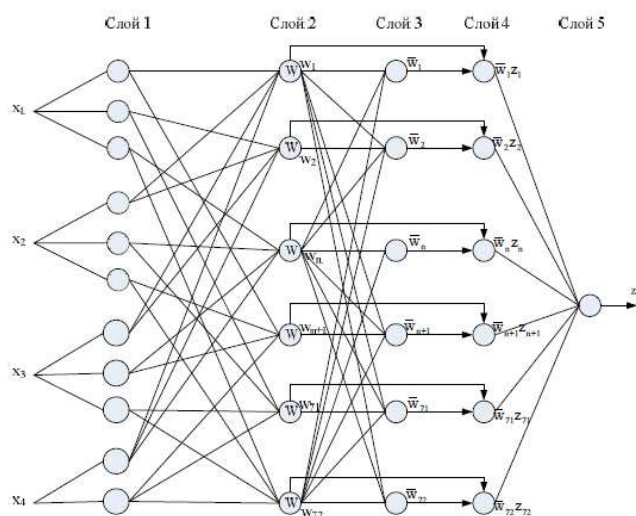 Слой 1 Слой 2 Слой 3 Слой 4 Слой 5
x1. W w1 w̅1 w̅1z1
W w2 w̅2 w̅2z2
x2 W wn. w̅n w̅nzn
z
x3 W wn+1 w̅n+1 w̅n+1zn+1
W w71 w̅71 w̅71z71
x4 W w72 w̅72 w̅72z72